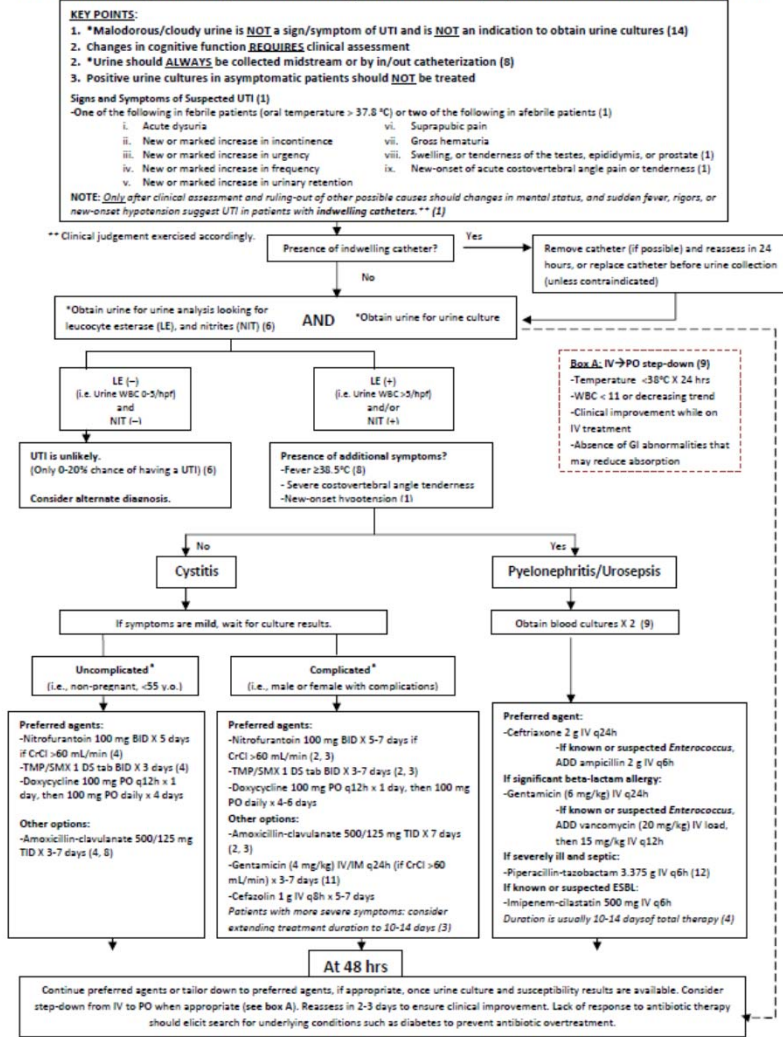 KEY POINTS:
1. *Malodorous/cloudy urine is NOT a sign/symptom of UTI and is NOT an indication to obtain urine cultures (14)
2. Changes in cognitive function REQUIRES clinical assessment
2. *Urine should ALWAYS be collected midstream or by in/out catheterization (8)
3. Positive urine cultures in asymptomatic patients should NOT be treated
Signs and Symptoms of Suspected UTI (1)
-One of the following in febrile patients (oral temperature > 37.8 °C) or two of the following in afebrile patients (1)
i. Acute dysuria
ii. New or marked increase in incontinence
iii. New or marked increase in urgency
iv. New or marked increase in frequency
v. New or marked increase in urinary retention
vi. Suprapubic pain
vii. Gross hematuria
viii. Swelling, or tenderness of the testes, epididymis, or prostate (1)
ix. New-onset of acute costovertebral angle pain or tenderness (1)
NOTE: Only after clinical assessment and ruling-out of other possible causes should changes in mental status, and sudden fever, rigors, or
new-onset hypotension suggest UTI in patients with indwelling catheters.** (1)
** Clinical judgement exercised accordingly.
Presence of indwelling catheter?
Yes
Remove catheter (if possible) and reassess in 24
hours, or replace catheter before urine collection
(unless contraindicated)
No
*Obtain urine for urine analysis looking for
leucocyte esterase (LE), and nitrites (NIT) (6)
AND
*Obtain urine for urine culture
LE (–)
(i.e. Urine WBC 0-5/hpf)
and
NIT (–)
LE (+)
(i.e. Urine WBC >5/hpf)
and/or
NIT (+)
Box A: IV→PO step-down (9)
-Temperature <38°C X 24 hrs
-WBC < 11 or decreasing trend
-Clinical improvement while on
IV treatment
-Absence of GI abnormalities that
may reduce absorption
UTI is unlikely.
(Only 0-20% chance of having a UTI) (6)
Consider alternate diagnosis.
Presence of additional symptoms?
-Fever ≥38.5°C (8)
- Severe costovertebral angle tenderness
-New-onset hypotension (1)
No
Yes
Cystitis
Pyelonephritis/Urosepsis
If symptoms are mild, wait for culture results.
Obtain blood cultures X 2 (9)
Uncomplicated*
(i.e., non-pregnant, <55 y.o.)
Complicated*
(i.e., male or female with complications)
Preferred agents:
-Nitrofurantoin 100 mg BID X 5 days
if CrCl >60 mL/min (4)
-TMP/SMX 1 DS tab BID X 3 days (4)
-Doxycycline 100 mg PO q12h x 1
day, then 100 mg PO daily x 4 days
Other options:
-Amoxicillin-clavulanate 500/125 mg
TID X 3-7 days (4, 8)
Preferred agents:
-Nitrofurantoin 100 mg BID X 5-7 days if
CrCl >60 mL/min (2, 3)
-TMP/SMX 1 DS tab BID X 3-7 days (2, 3)
-Doxycycline 100 mg PO q12h x 1 day, then 100 mg
PO daily x 4-6 days
Other options:
-Amoxicillin-clavulanate 500/125 mg TID X 7 days
(2, 3)
-Gentamicin (4 mg/kg) IV/IM q24h (if CrCl >60
mL/min) x 3-7 days (11)
-Cefazolin 1 g IV q8h x 5-7 days
Patients with more severe symptoms: consider
extending treatment duration to 10-14 days (3)
Preferred agent:
-Ceftriaxone 2 g IV q24h
-If known or suspected Enterococcus,
ADD ampicillin 2 g IV q6h
If significant beta-lactam allergy:
-Gentamicin (6 mg/kg) IV q24h
-If known or suspected Enterococcus,
ADD vancomycin (20 mg/kg) IV load,
then 15 mg/kg IV q12h
If severely ill and septic:
-Piperacillin-tazobactam 3.375 g IV q6h (12)
If known or suspected ESBL:
-Imipenem-cilastatin 500 mg IV q6h
Duration is usually 10-14 daysof total therapy (4)
At 48 hrs
Continue preferred agents or tailor down to preferred agents, if appropriate, once urine culture and susceptibility results are available. Consider
step-down from IV to PO when appropriate (see box A). Reassess in 2-3 days to ensure clinical improvement. Lack of response to antibiotic therapy
should elicit search for underlying conditions such as diabetes to prevent antibiotic overtreatment.